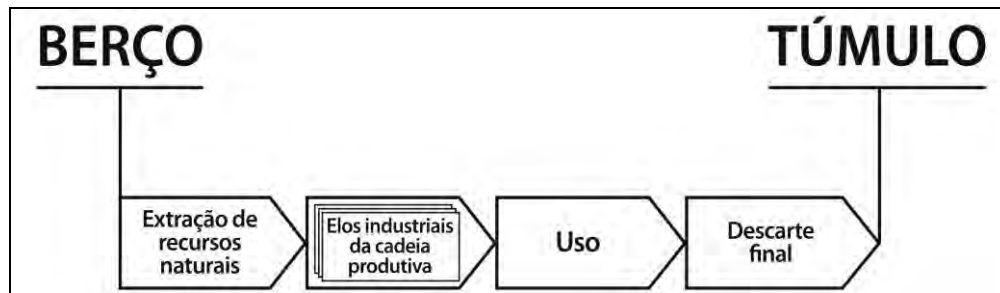 BERÇO
TÚMULO
Extração de
recursos
naturais
Elos industriais
da cadeia
produtiva
Uso
Descarte
final